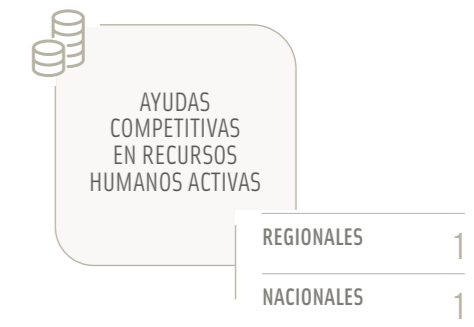 AYUDAS
COMPETITIVAS
EN RECURSOS
HUMANOS ACTIVAS
REGIONALES 1
NACIONALES 1